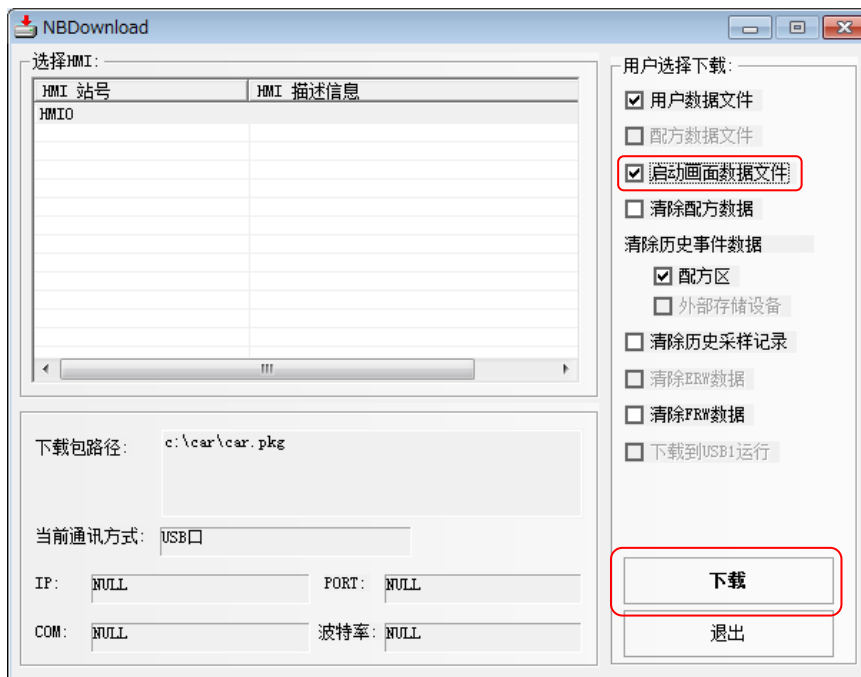 NBDownload
选择HMI:
HMI 站号 HMI 描述信息
HMI0
下载包路径: c:\car\car.pkg
当前通讯方式: USB口
IP: NULL PORT: NULL
COM: NULL 波特率: NULL
用户选择下载:
用户数据文件
配方数据文件
启动画面数据文件
清除配方数据
清除历史事件数据
配方区
外部存储设备
清除历史采样记录
清除ERW数据
清除FRW数据
下载到USB1运行
下载
退出